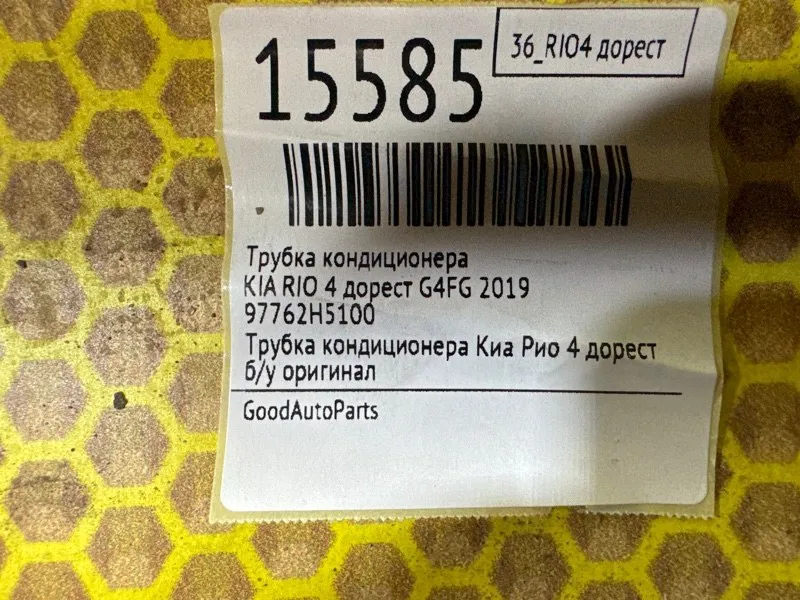 15585
36_RIO4 дорест
Трубка кондиционера
KIA RIO 4 дорест G4FG 2019
97762H5100
Трубка кондиционера Киа Рио 4 дорест
б/у оригинал
GoodAutoParts